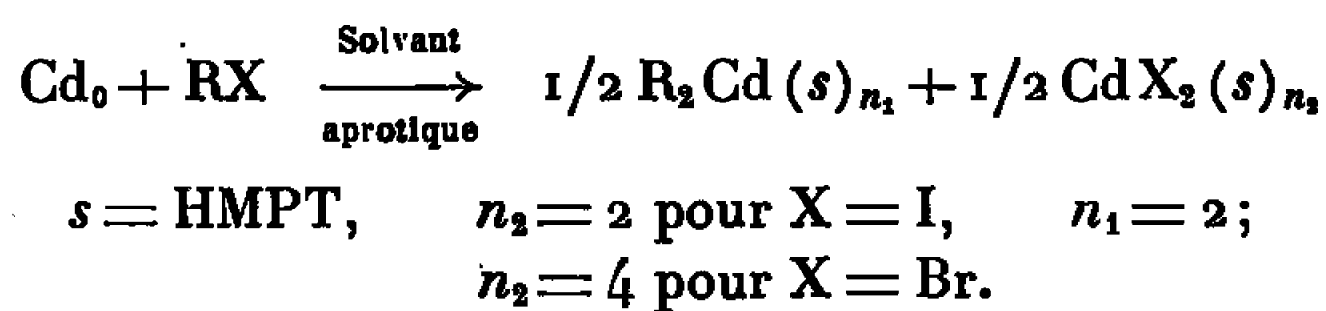 Cd₀ + RX Solvant aprotique → 1/2 R₂Cd (s)ₙ₁ + 1/2 CdX₂ (s)ₙ₂
s = HMPT, n₂ = 2 pour X = I, n₁ = 2;
n₂ = 4 pour X = Br.